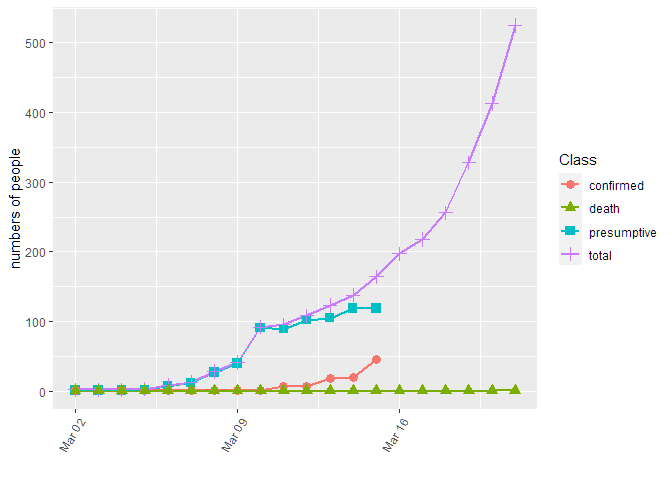 500
400
300
200
100
0
numbers of people
Mar 02
Mar 09
Mar 16
Class
confirmed
death
presumptive
total